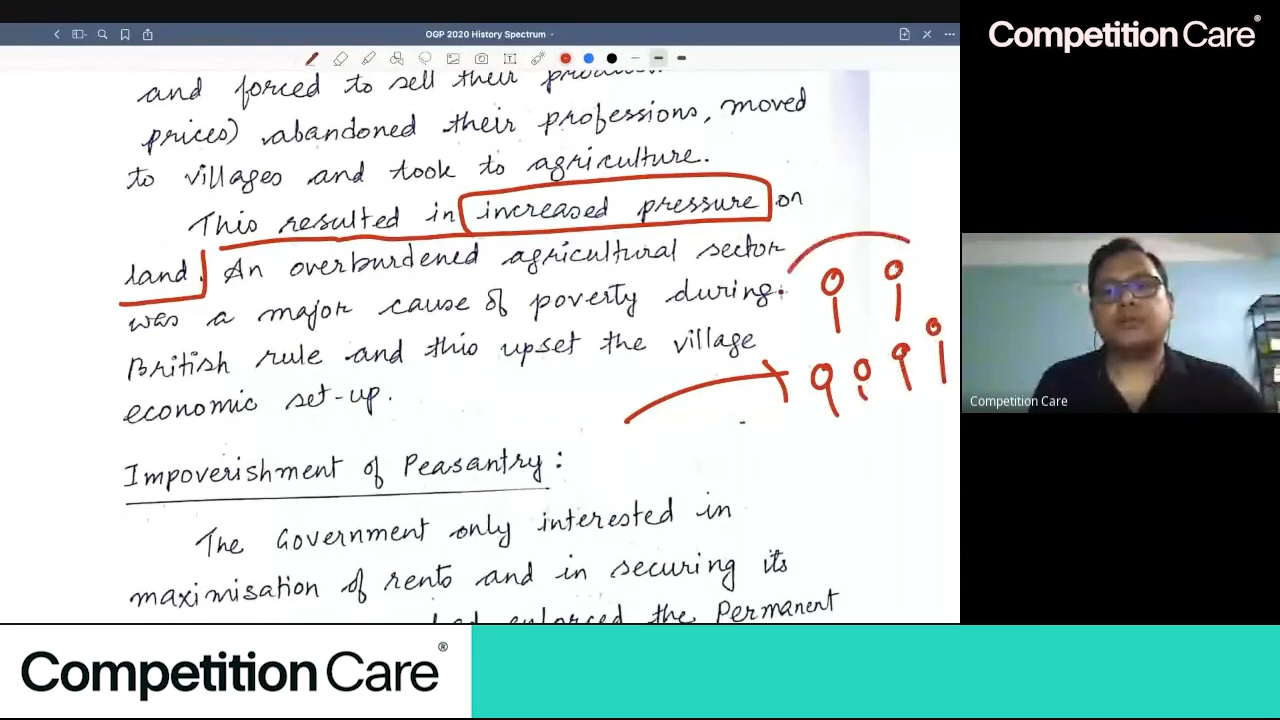 OGP 2020 History Spectrum
Competition Care®
and forced to sell their
prices) abandoned their professions, moved
to villages and took to agriculture.
This resulted in increased pressure on
land. An overburdened agricultural sector
was a major cause of poverty during
British rule and this upset the village
economic set-up.
Impoverishment of Peasantry:
The Government only interested in
maximisation of rents and in securing its
had enforced the Permanent
Competition Care
Competition Care®